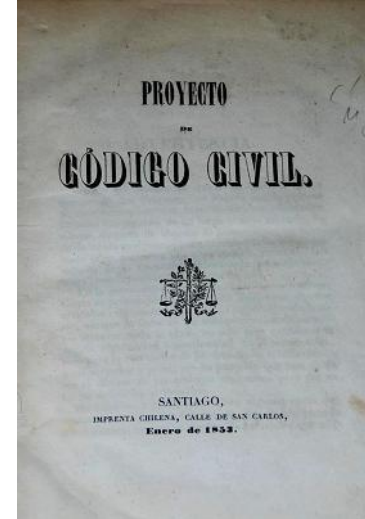 PROYECTO
DE
CÓDIGO CIVIL.
SANTIAGO,
IMPRENTA CHILENA, CALLE DE SAN CARLOS,
Enero de 1853.